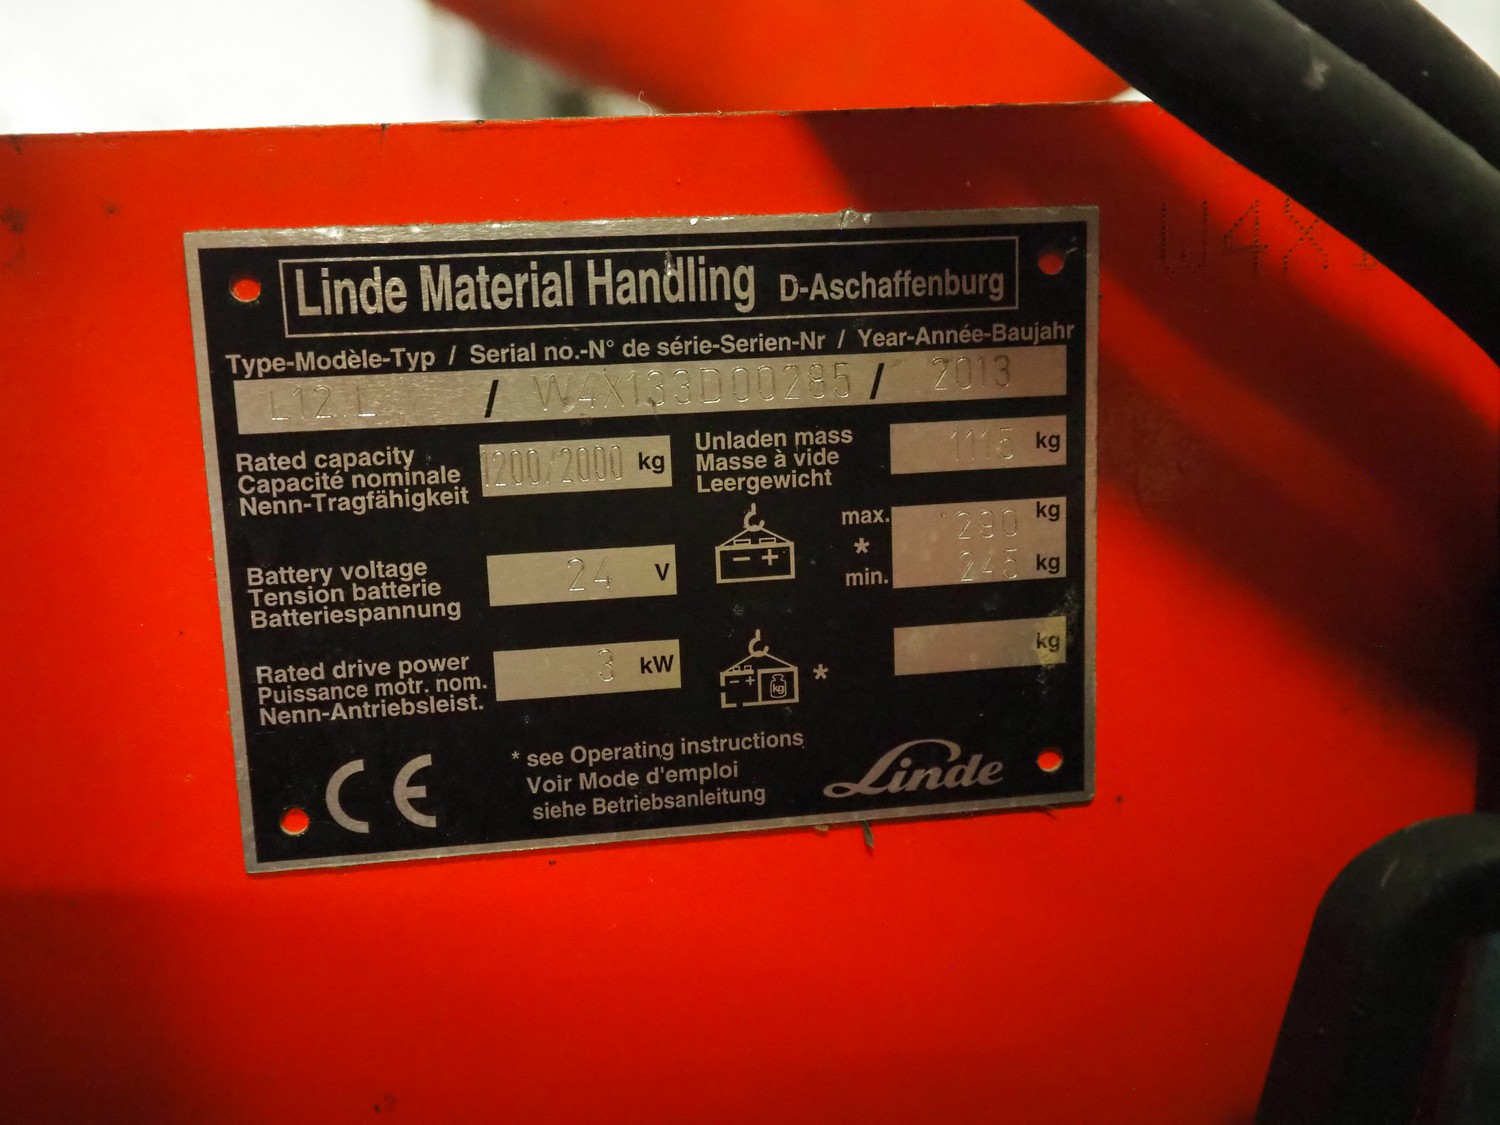 Linde Material Handling D-Aschaffenburg
Type-Modèle-Typ / Serial no.-N° de série-Serien-Nr / Year-Année-Baujahr
L12 L / W4X133D00285 / 2013
Rated capacity
Capacité nominale
Nenn-Tragfähigkeit
1200/2000 kg
Unladen mass
Masse à vide
Leergewicht
1115 kg
Battery voltage
Tension batterie
Batteriespannung
24 V
- +
max.
*
min.
290 kg
245 kg
Rated drive power
Puissance motr. nom.
Nenn-Antriebsleist.
3 kW
- + kg
*
kg
CE
* see Operating instructions
Voir Mode d'emploi
siehe Betriebsanleitung
Linde
W4X